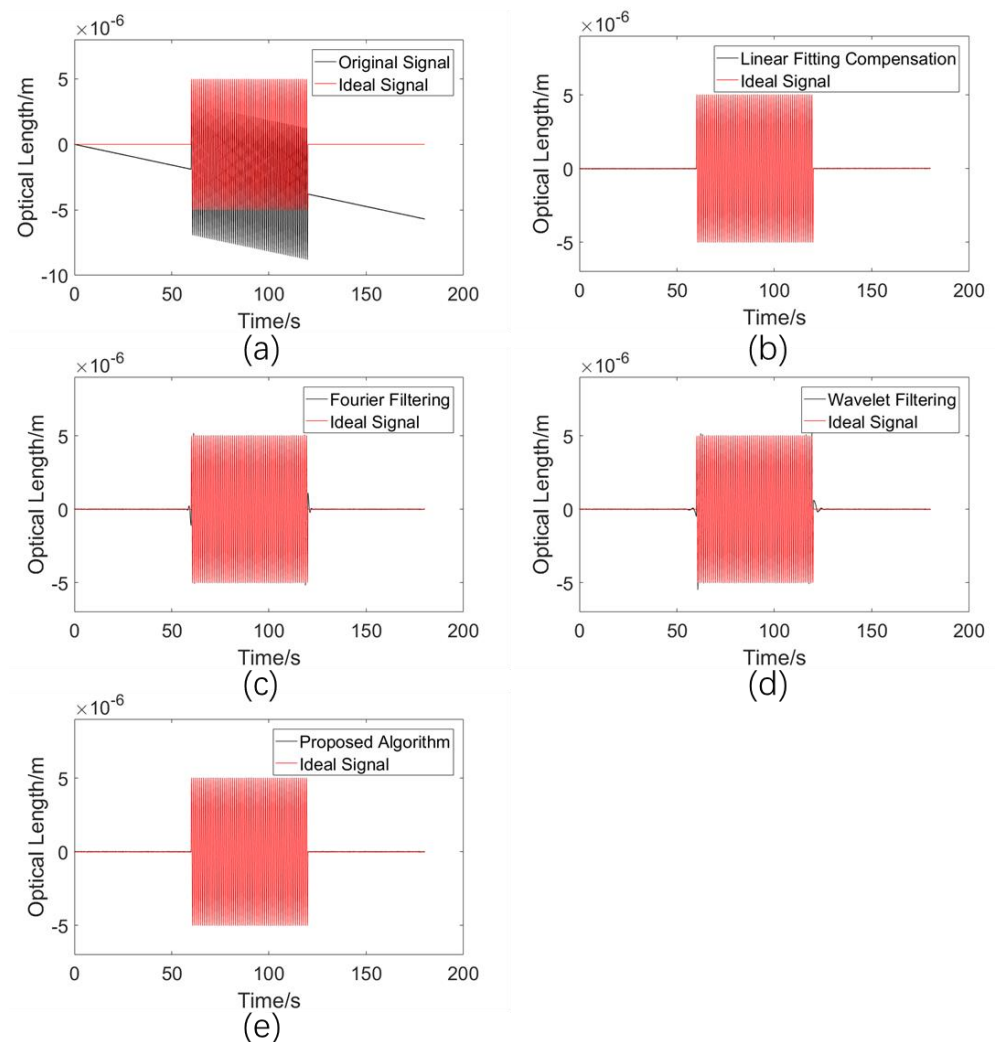 ×10⁻⁶
Original Signal
Ideal Signal
5
0
-5
-10
Optical Length/m
0
50
100
150
200
Time/s
(a)
×10⁻⁶
Linear Fitting Compensation
Ideal Signal
5
0
-5
Optical Length/m
0
50
100
150
200
Time/s
(b)
×10⁻⁶
Fourier Filtering
Ideal Signal
5
0
-5
Optical Length/m
0
50
100
150
200
Time/s
(c)
×10⁻⁶
Wavelet Filtering
Ideal Signal
5
0
-5
Optical Length/m
0
50
100
150
200
Time/s
(d)
×10⁻⁶
Proposed Algorithm
Ideal Signal
5
0
-5
Optical Length/m
0
50
100
150
200
Time/s
(e)